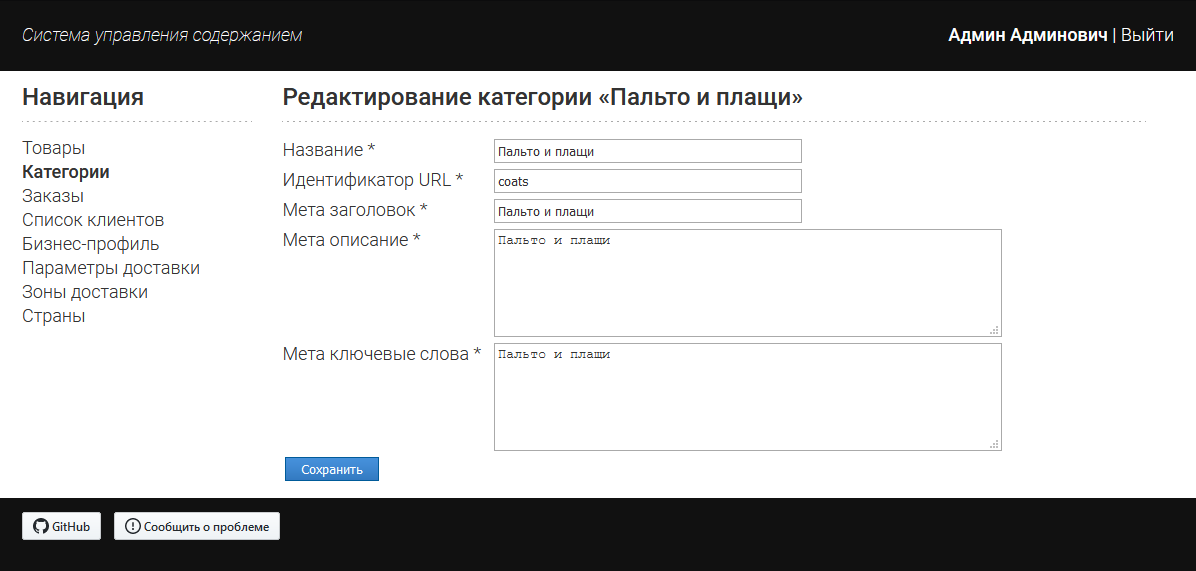 Система управления содержанием
Админ Админович | Выйти
Навигация
Товары
Категории
Заказы
Список клиентов
Бизнес-профиль
Параметры доставки
Зоны доставки
Страны
Редактирование категории «Пальто и плащи»
Название * Пальто и плащи
Идентификатор URL * coats
Мета заголовок * Пальто и плащи
Мета описание * Пальто и плащи
Мета ключевые слова * Пальто и плащи
Сохранить
GitHub
Сообщить о проблеме